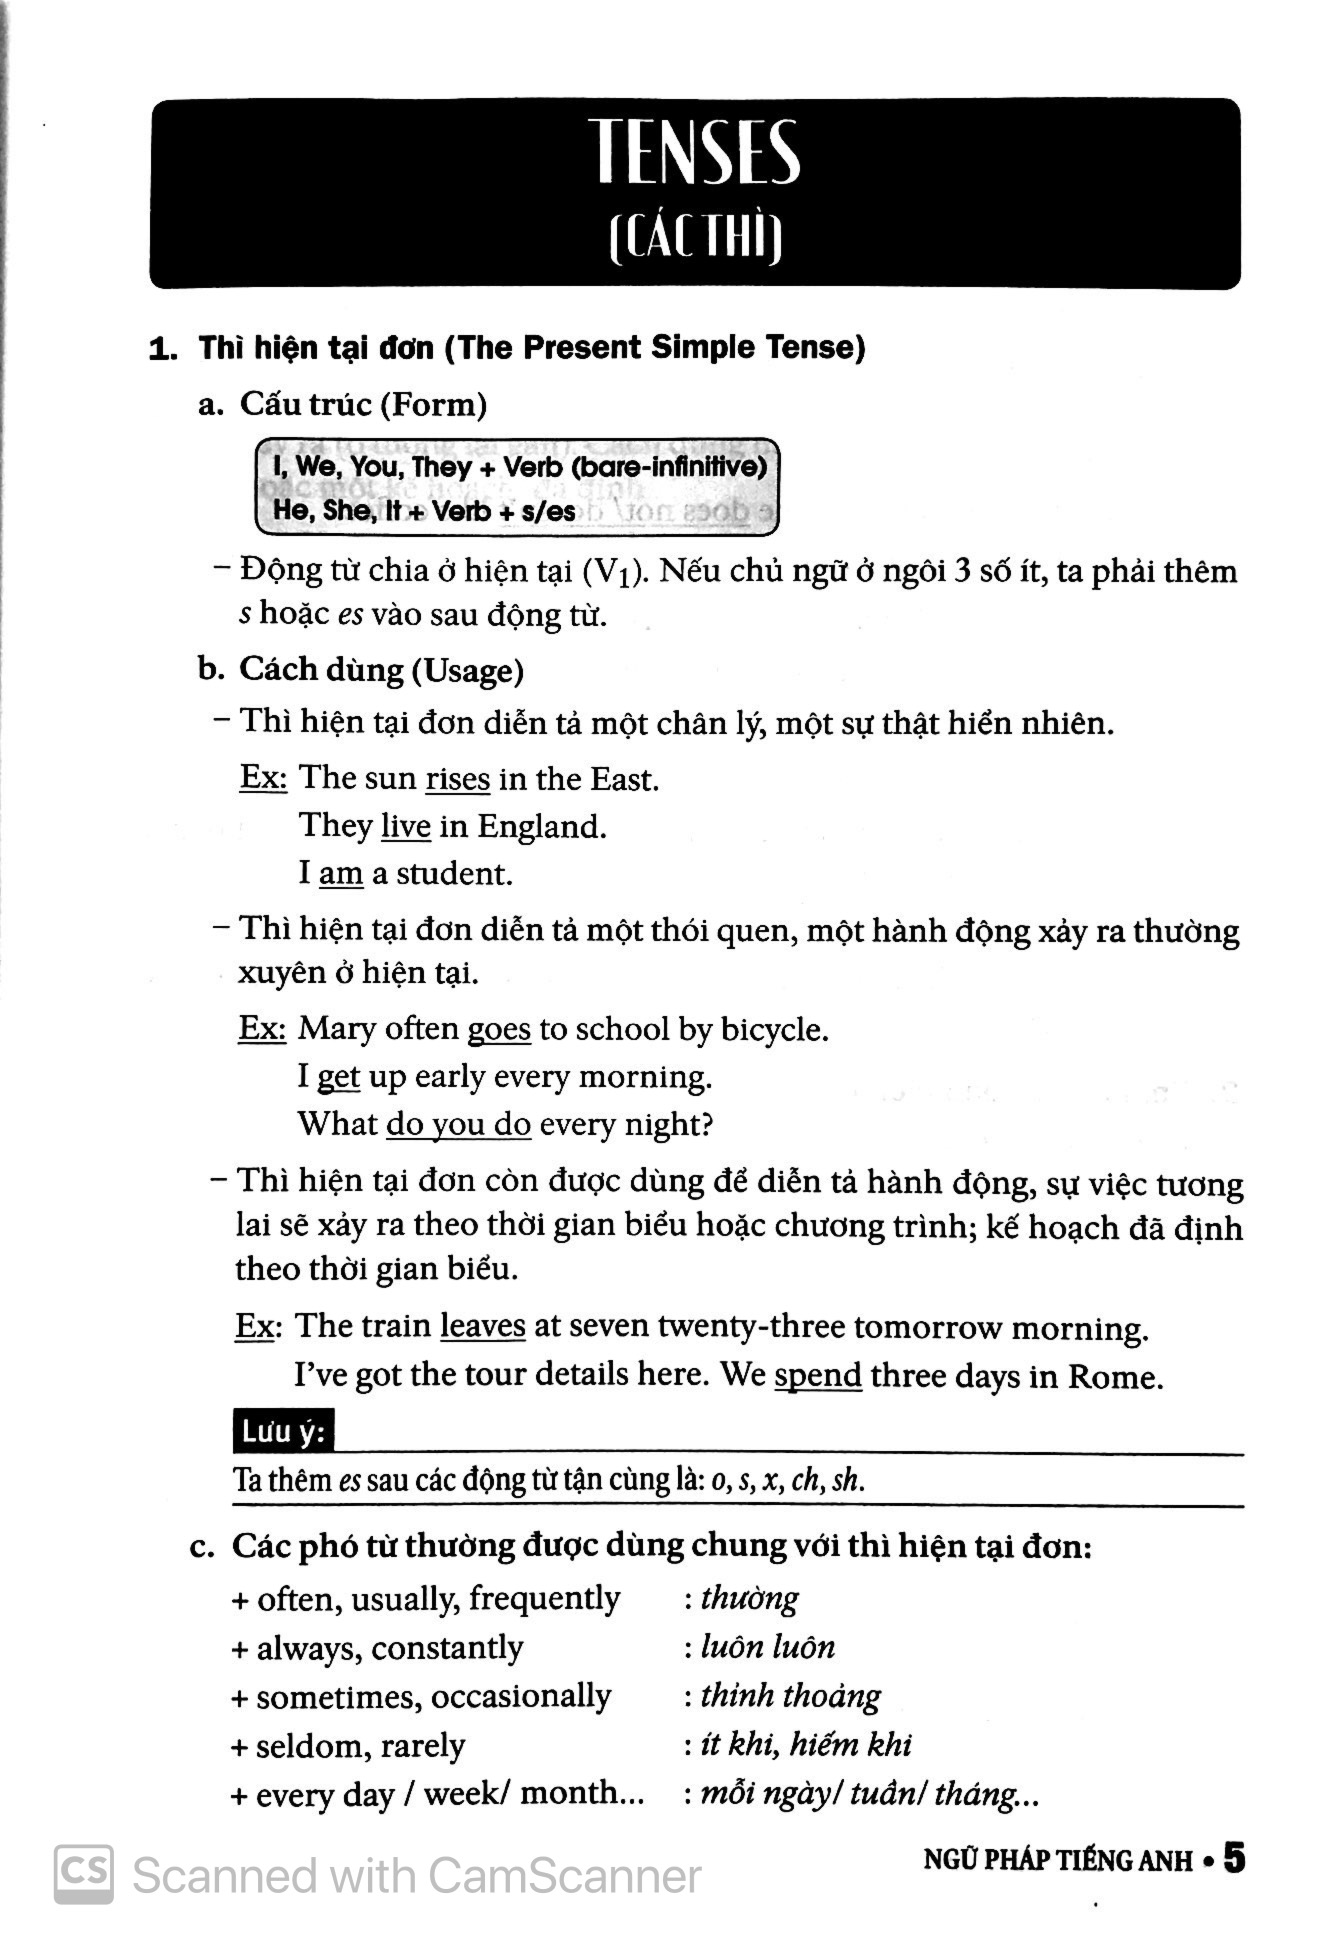 TENSES
(CÁC THÌ)
1. Thì hiện tại đơn (The Present Simple Tense)
a. Cấu trúc (Form)
I, We, You, They + Verb (bare-infinitive)
He, She, It + Verb + s/es
– Động từ chia ở hiện tại (V1). Nếu chủ ngữ ở ngôi 3 số ít, ta phải thêm
s hoặc es vào sau động từ.
b. Cách dùng (Usage)
– Thì hiện tại đơn diễn tả một chân lý, một sự thật hiển nhiên.
Ex: The sun rises in the East.
They live in England.
I am a student.
– Thì hiện tại đơn diễn tả một thói quen, một hành động xảy ra thường
xuyên ở hiện tại.
Ex: Mary often goes to school by bicycle.
I get up early every morning.
What do you do every night?
– Thì hiện tại đơn còn được dùng để diễn tả hành động, sự việc tương
lai sẽ xảy ra theo thời gian biểu hoặc chương trình; kế hoạch đã định
theo thời gian biểu.
Ex: The train leaves at seven twenty-three tomorrow morning.
I've got the tour details here. We spend three days in Rome.
Lưu ý:
Ta thêm es sau các động từ tận cùng là: o, s, x, ch, sh.
c. Các phó từ thường được dùng chung với thì hiện tại đơn:
+ often, usually, frequently : thường
+ always, constantly : luôn luôn
+ sometimes, occasionally : thỉnh thoảng
+ seldom, rarely : ít khi, hiếm khi
+ every day / week/ month... : mỗi ngày/ tuần/ tháng...
NGỮ PHÁP TIẾNG ANH • 5
CS Scanned with CamScanner